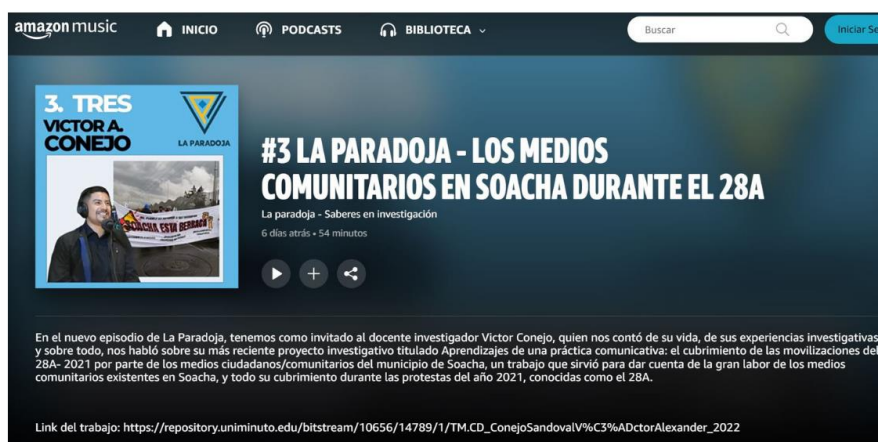 amazon music INICIO PODCASTS BIBLIOTECA Buscar Iniciar Se
3. TRES
VICTOR A.
CONEJO
LA PARADOJA
SOACHA ESTA BERRACA
#3 LA PARADOJA - LOS MEDIOS
COMUNITARIOS EN SOACHA DURANTE EL 28A
La paradoja - Saberes en investigación
6 días atrás • 54 minutos
En el nuevo episodio de La Paradoja, tenemos como invitado al docente investigador Victor Conejo, quien nos contó de su vida, de sus experiencias investigativas
y sobre todo, nos habló sobre su más reciente proyecto investigativo titulado Aprendizajes de una práctica comunicativa: el cubrimiento de las movilizaciones del
28A- 2021 por parte de los medios ciudadanos/comunitarios del municipio de Soacha, un trabajo que sirvió para dar cuenta de la gran labor de los medios
comunitarios existentes en Soacha, y todo su cubrimiento durante las protestas del año 2021, conocidas como el 28A.
Link del trabajo: https://repository.uniminuto.edu/bitstream/10656/14789/1/TM.CD_ConejoSandovalV%C3%ADctorAlexander_2022